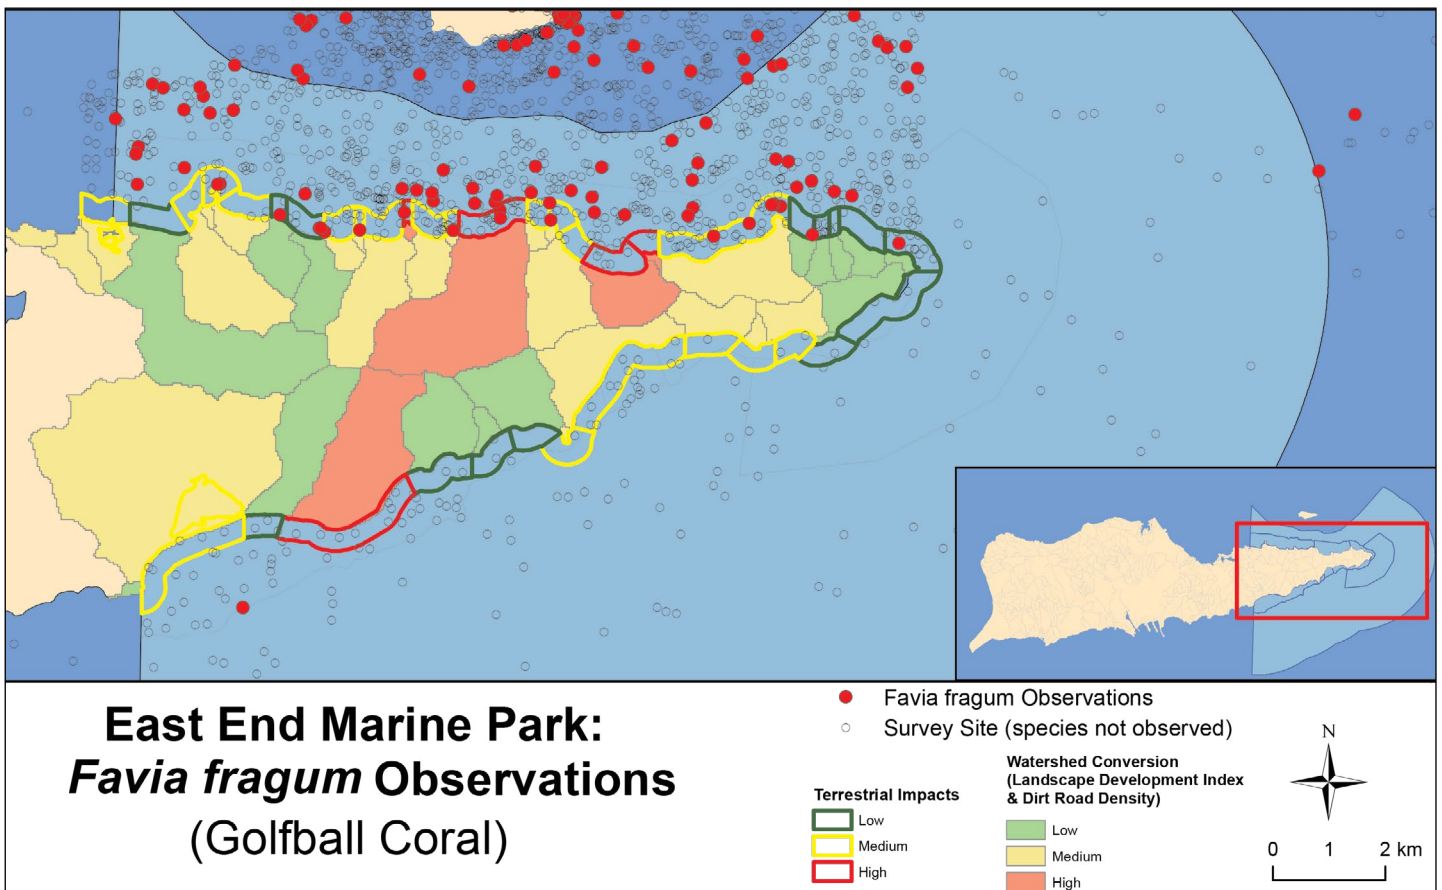 East End Marine Park:
Favia fragum Observations
(Golfball Coral)
Favia fragum Observations
Survey Site (species not observed)
Terrestrial Impacts
Low
Medium
High
Watershed Conversion
(Landscape Development Index
& Dirt Road Density)
Low
Medium
High
N
0 1 2 km